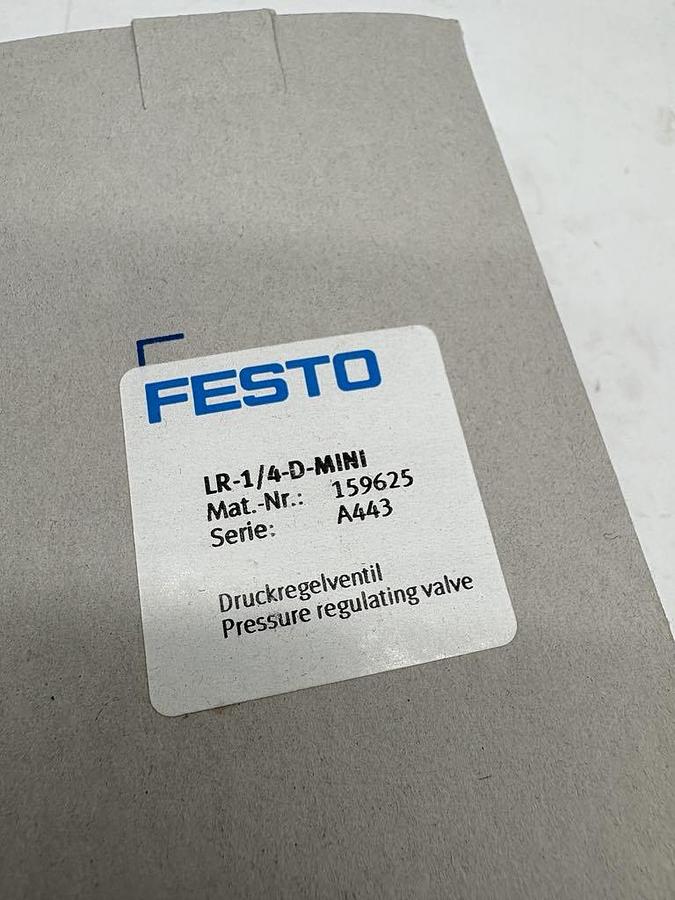 FESTO
LR-1/4-D-MINI
Mat.-Nr.: 159625
Serie: A443
Druckregelventil
Pressure regulating valve